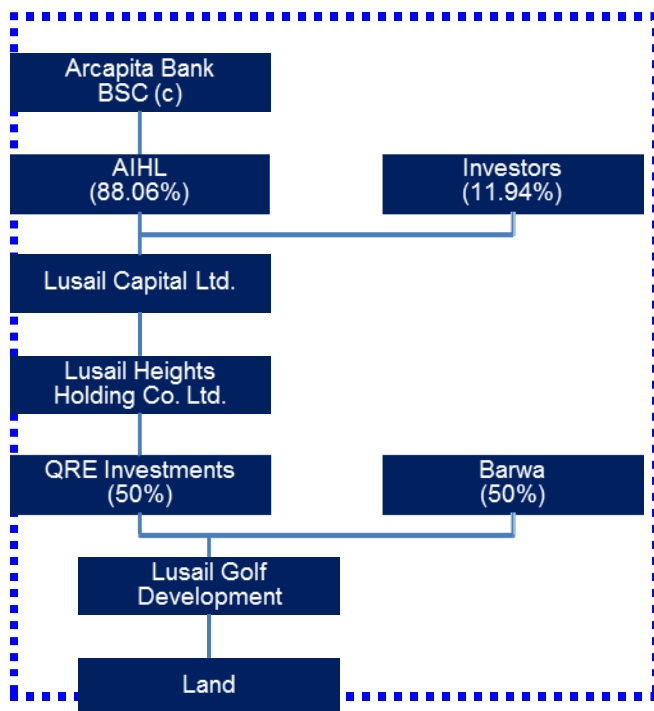 Arcapita Bank
BSC (c)
AIHL
(88.06%)
Investors
(11.94%)
Lusail Capital Ltd.
Lusail Heights
Holding Co. Ltd.
QRE Investments
(50%)
Barwa
(50%)
Lusail Golf
Development
Land